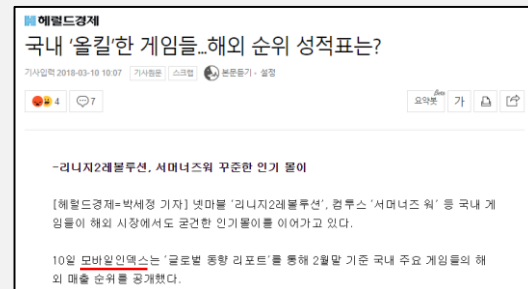 헤럴드경제
국내 '올킬'한 게임들…해외 순위 성적표는?
기사입력 2018-03-10 10:07 기사원문 스크랩 본문듣기 · 설정
4 7 요약봇 beta 가
-리니지2레볼루션, 서머너즈워 꾸준한 인기 몰이
[헤럴드경제=박세정 기자] 넷마블 '리니지2레볼루션', 컴투스 '서머너즈 워' 등 국내 게
임들이 해외 시장에서도 굳건한 인기몰이를 이어가고 있다.
10일 모바일인덱스는 '글로벌 동향 리포트'를 통해 2월말 기준 국내 주요 게임들의 해
외 매출 순위를 공개했다.